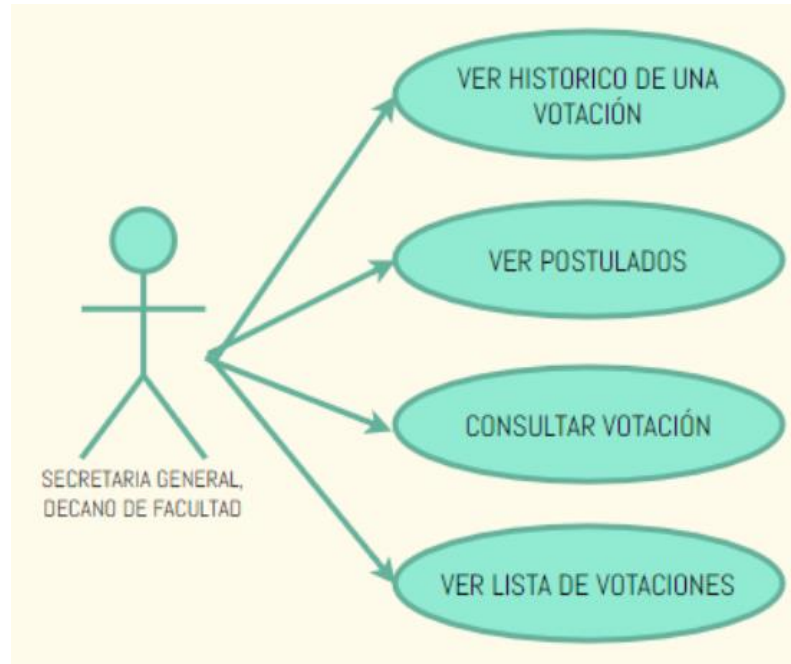 VER HISTORICO DE UNA
VOTACIÓN
VER POSTULADOS
CONSULTAR VOTACIÓN
SECRETARIA GENERAL,
DECANO DE FACULTAD
VER LISTA DE VOTACIONES